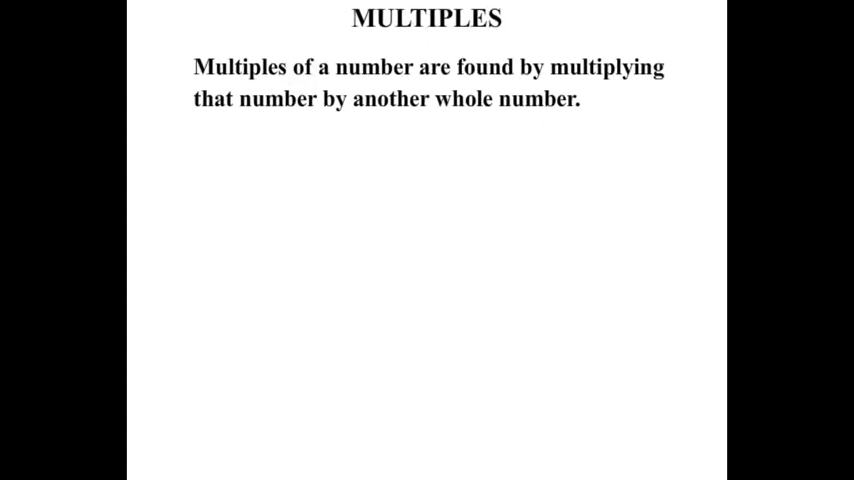 MULTIPLES
Multiples of a number are found by multiplying
that number by another whole number.